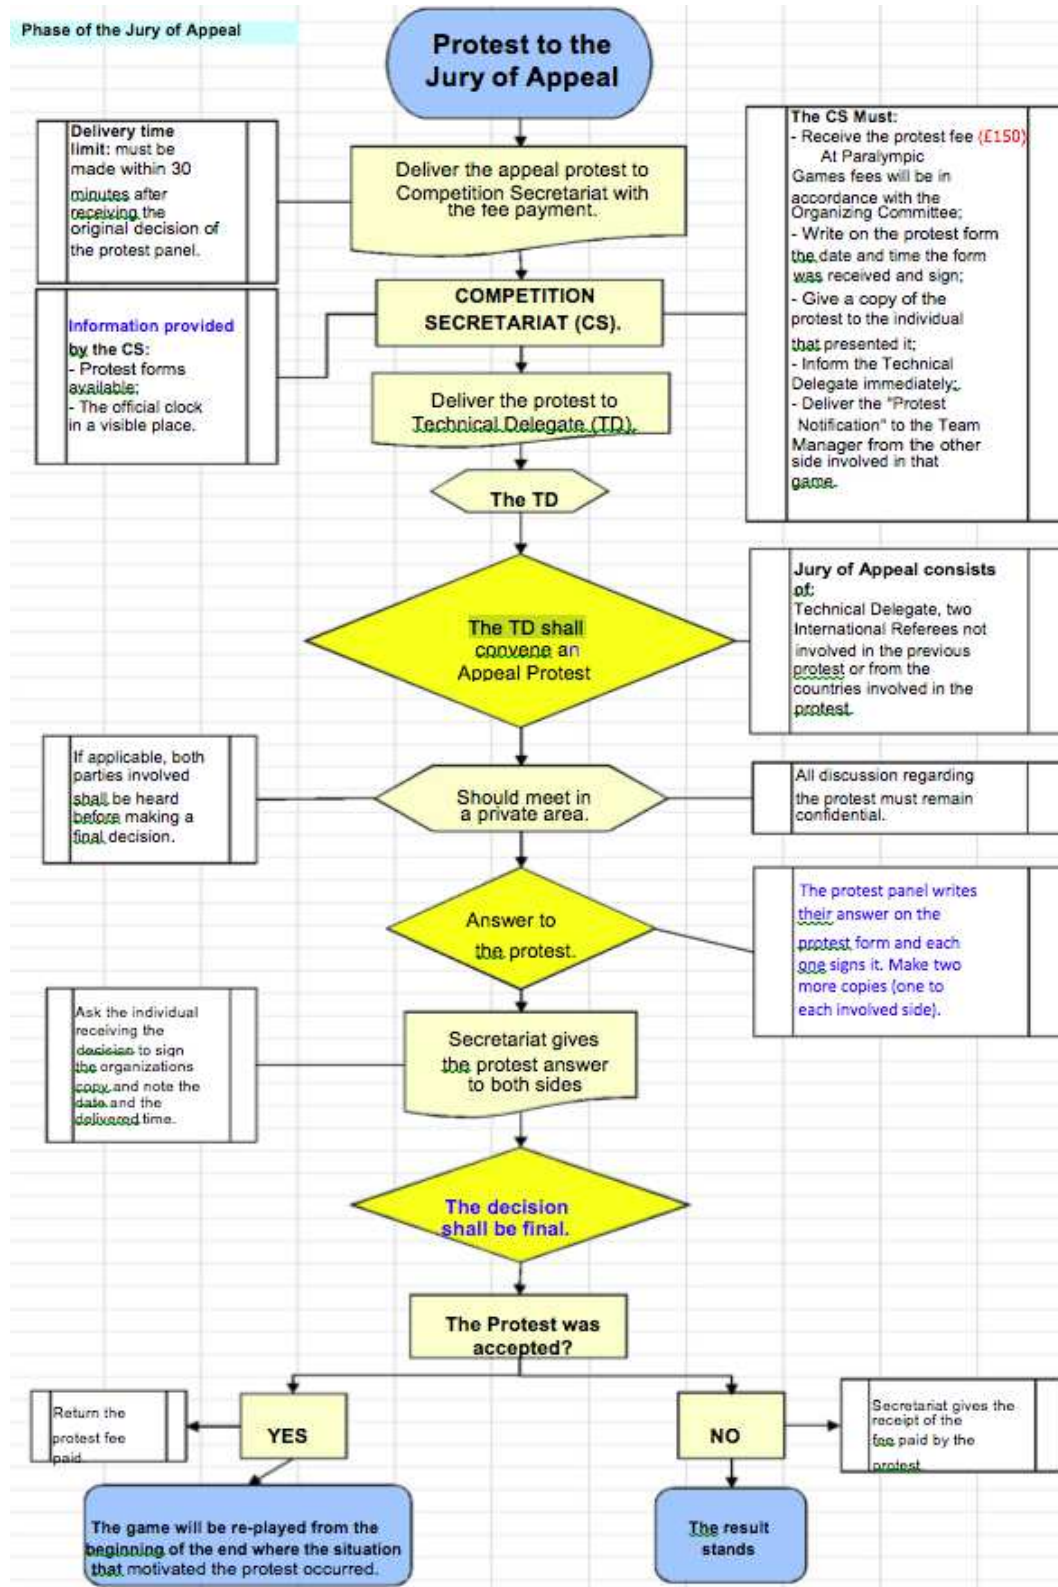 Phase of the Jury of Appeal
Protest to the
Jury of Appeal
Delivery time
limit: must be
made within 30
minutes after
receiving the
original decision of
the protest panel.
Deliver the appeal protest to
Competition Secretariat with
the fee payment.
The CS Must:
- Receive the protest fee (£150)
At Paralympic
Games fees will be in
accordance with the
Organizing Committee;
- Write on the protest form
the date and time the form
was received and sign;
- Give a copy of the
protest to the individual
that presented it;
- Inform the Technical
Delegate immediately;
- Deliver the "Protest
Notification" to the Team
Manager from the other
side involved in that
game.
Information provided
by the CS:
- Protest forms
available;
- The official clock
in a visible place.
COMPETITION
SECRETARIAT (CS).
Deliver the protest to
Technical Delegate (TD).
The TD
The TD shall
convene an
Appeal Protest
Jury of Appeal consists
of:
Technical Delegate, two
International Referees not
involved in the previous
protest or from the
countries involved in the
protest.
If applicable, both
parties involved
shall be heard
before making a
final decision.
Should meet in
a private area.
All discussion regarding
the protest must remain
confidential.
Answer to
the protest.
The protest panel writes
their answer on the
protest form and each
one signs it. Make two
more copies (one to
each involved side).
Ask the individual
receiving the
decision to sign
the organizations
copy and note the
date and the
delivered time.
Secretariat gives
the protest answer
to both sides
The decision
shall be final.
The Protest was
accepted?
Return the
protest fee
paid.
YES
NO
Secretariat gives the
receipt of the
fee paid by the
protest
The game will be re-played from the
beginning of the end where the situation
that motivated the protest occurred.
The result
stands